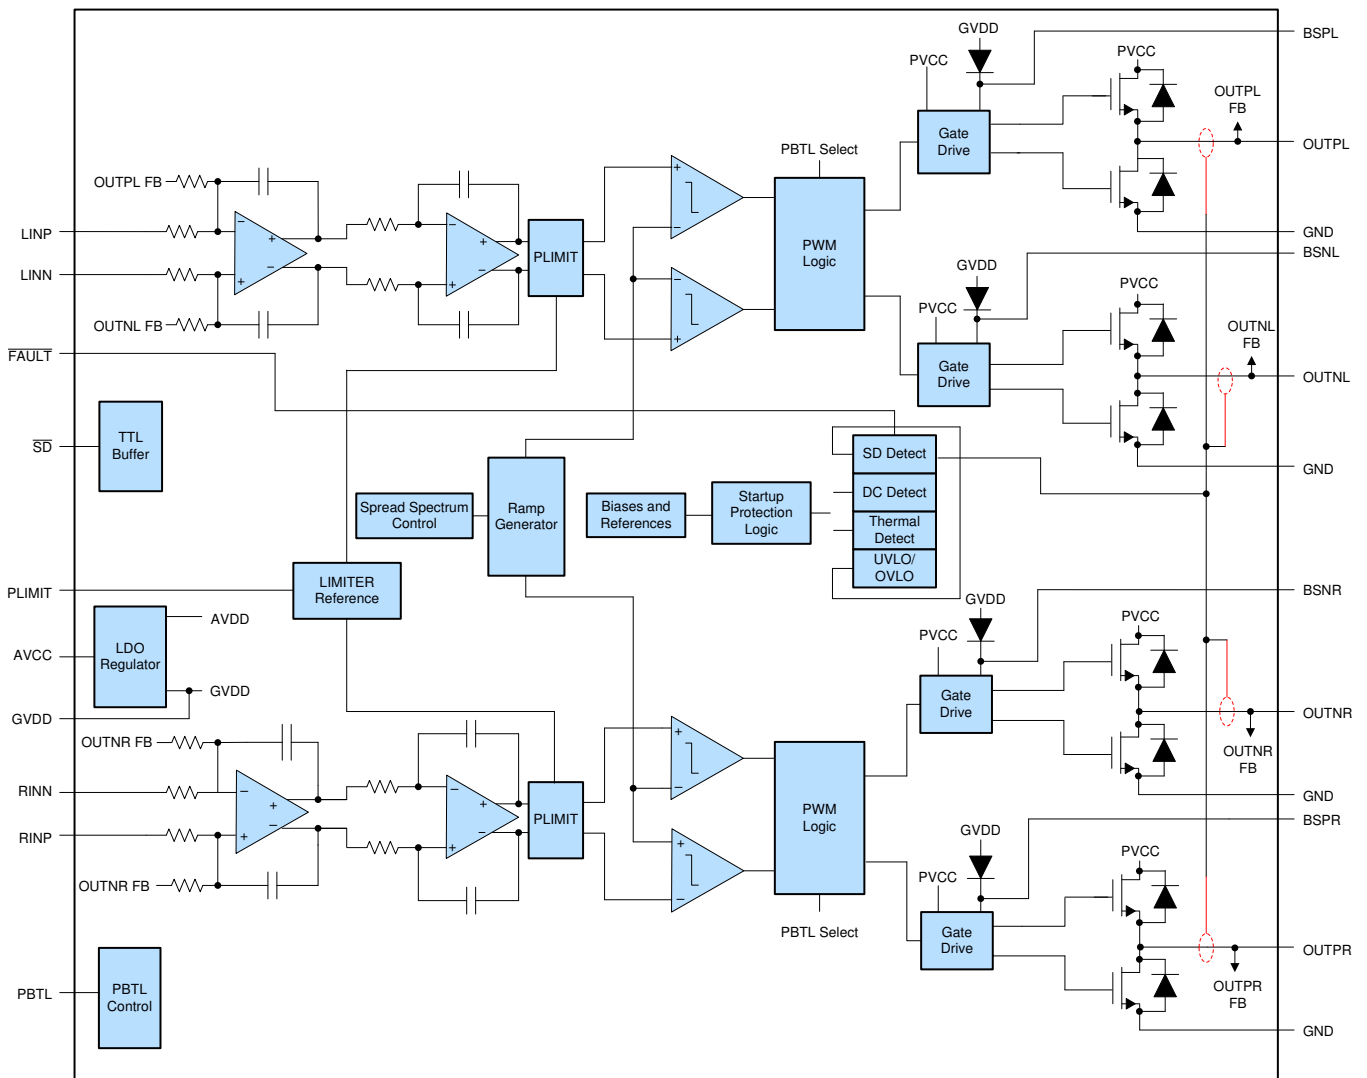 GVDD
BSPL
PVCC
PVCC
OUTPL
FB
Gate
Drive
OUTPL
PBTL Select
OUTPL FB
LINP
GND
PLIMIT
PWM
Logic
BSNL
LINN
GVDD
PVCC
PVCC
OUTNL FB
OUTNL
FB
FAULT
Gate
Drive
OUTNL
TTL
Buffer
SD
SD Detect
GND
DC Detect
Spread Spectrum
Control
Ramp
Generator
Biases and
References
Startup
Protection
Logic
Thermal
Detect
UVLO/
OVLO
PLIMIT
LIMITER
Reference
BSNR
GVDD
AVDD
PVCC
PVCC
AVCC
LDO
Regulator
GVDD
Gate
Drive
GVDD
OUTNR
OUTNR FB
OUTNR
FB
RINN
GND
PLIMIT
PWM
Logic
BSPR
RINP
GVDD
PVCC
PVCC
OUTNR FB
PBTL Select
Gate
Drive
OUTPR
PBTL
PBTL
Control
OUTPR
FB
GND
+
−
+
−
+
−
+
−
+
−
−
+
−
+
+
−
−
+
+
−
+
−
+
−